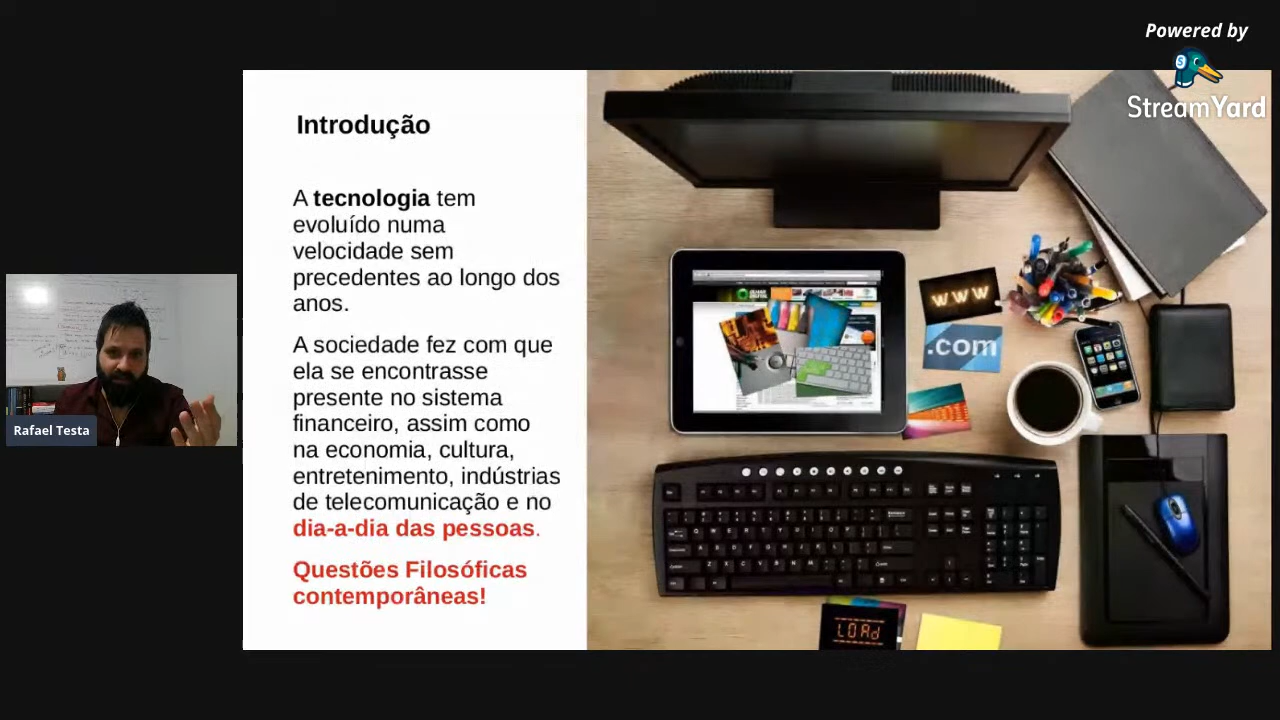 Powered by
StreamYard
Introdução
A tecnologia tem
evoluído numa
velocidade sem
precedentes ao longo dos
anos.
A sociedade fez com que
ela se encontrasse
presente no sistema
financeiro, assim como
na economia, cultura,
entretenimento, indústrias
de telecomunicação e no
dia-a-dia das pessoas.
Questões Filosóficas
contemporâneas!
Rafael Testa
www
.com
LOAd